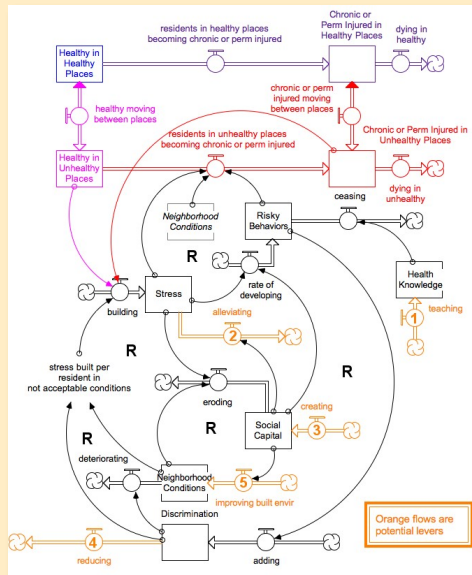 residents in healthy places
becoming chronic or perm injured
Chronic or
Perm Injured in
Healthy Places
Healthy in
Healthy
Places
dying in
healthy
healthy moving
between places
chronic or perm
injured moving
between places
residents in unhealthy places
becoming chronic or perm injured
Chronic or Perm Injured in
Unhealthy Places
Healthy in
Unhealthy
Places
dying in
unhealthy
ceasing
Neighborhood
Conditions
Risky
Behaviors
R
Health
Knowledge
rate of
developing
Stress
building
teaching
1
alleviating
2
R
stress built per
resident in
not acceptable conditions
R
eroding
creating
Social
Capital
3
R
R
deteriorating
Neighborhood
Conditions
5
improving built envir
Discrimination
Orange flows are
potential levers
4
reducing
adding